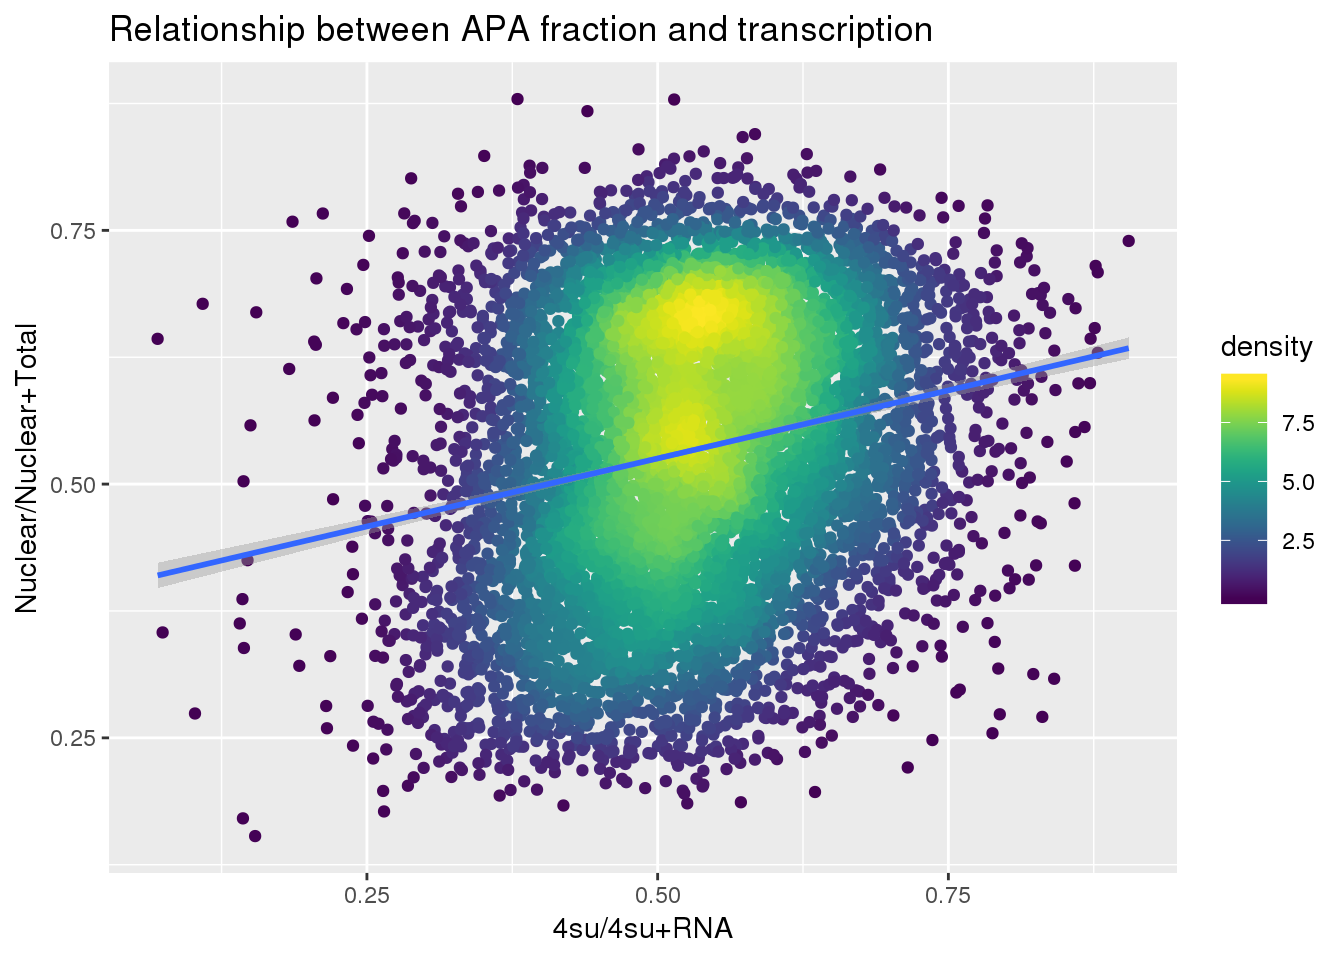 Relationship between APA fraction and transcription
Nuclear/Nuclear+Total
0.75
0.50
0.25
0.25
0.50
0.75
4su/4su+RNA
density
7.5
5.0
2.5